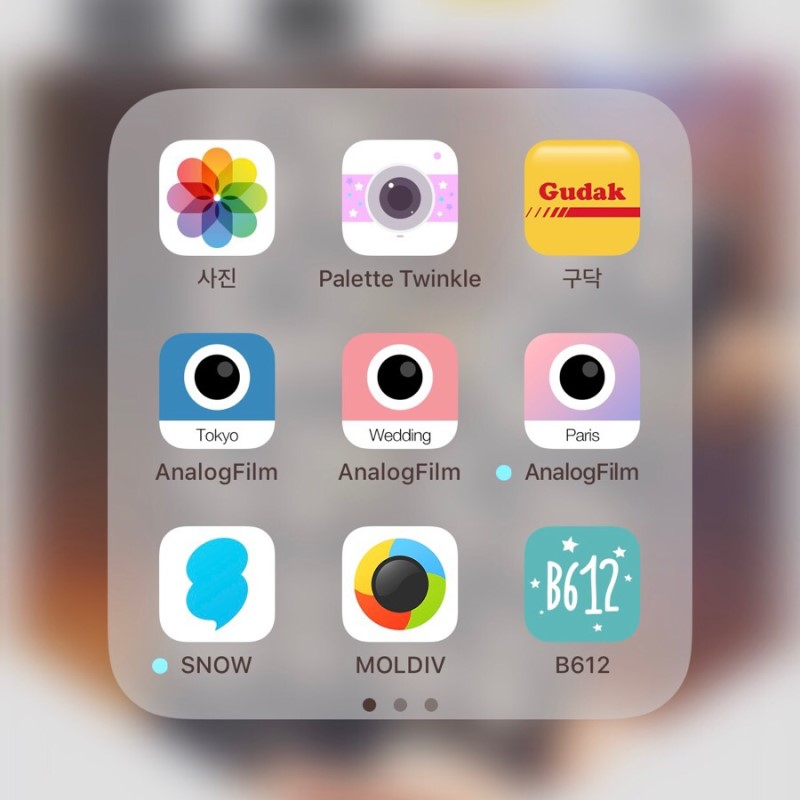 Gudak
사진
Palette Twinkle
구닥
Tokyo
Wedding
Paris
AnalogFilm
AnalogFilm
AnalogFilm
B612
SNOW
MOLDIV
B612